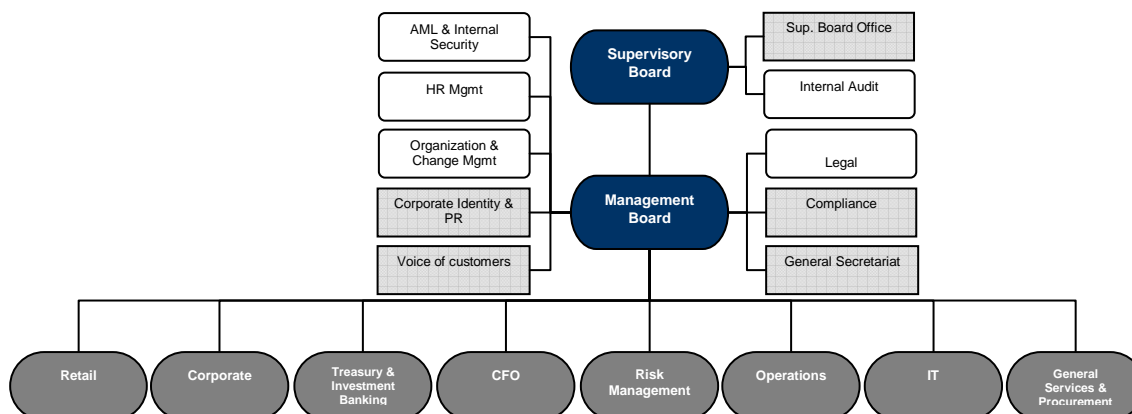 AML & Internal
Security
Supervisory
Board
Sup. Board Office
HR Mgmt
Internal Audit
Organization &
Change Mgmt
Legal
Corporate Identity &
PR
Management
Board
Compliance
Voice of customers
General Secretariat
Retail
Corporate
Treasury &
Investment
Banking
CFO
Risk
Management
Operations
IT
General
Services &
Procurement